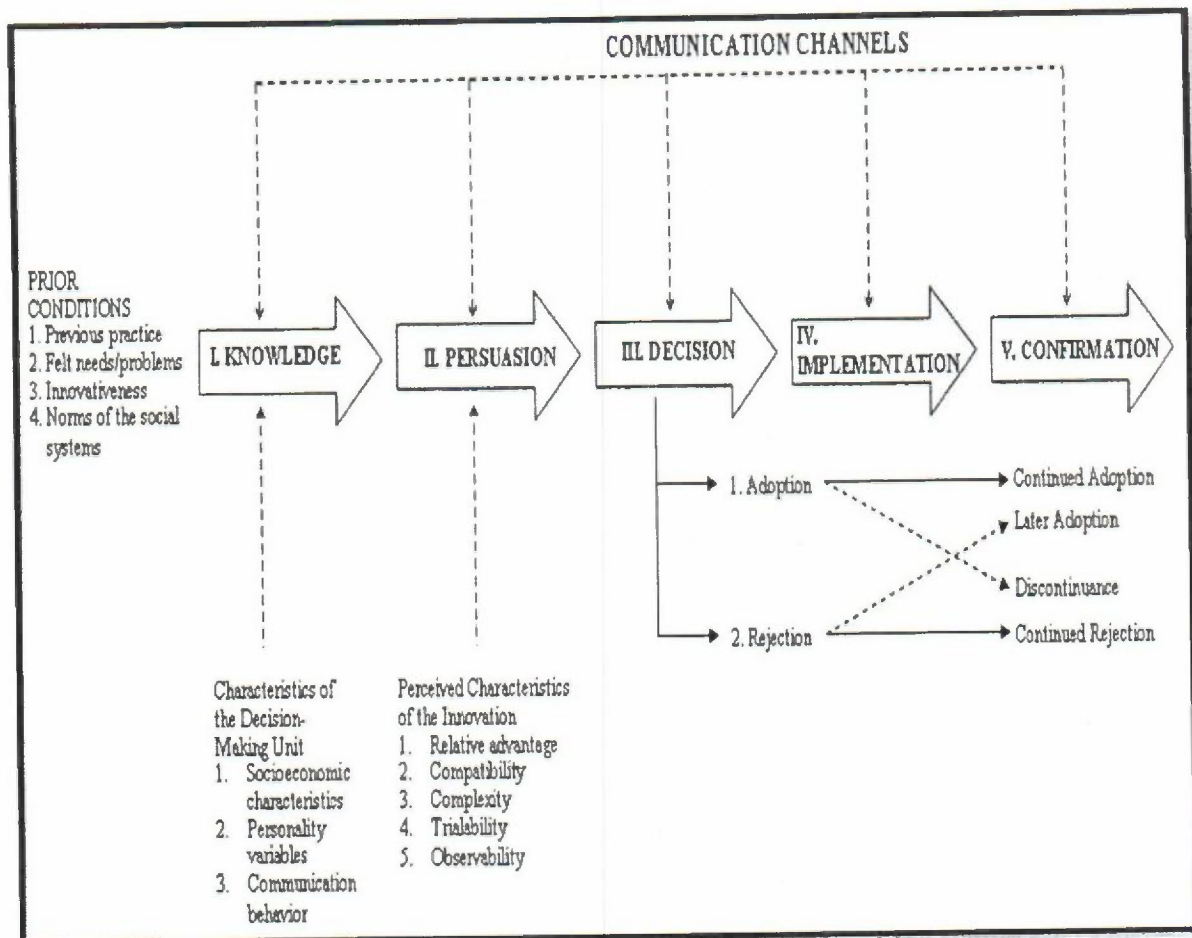 COMMUNICATION CHANNELS
PRIOR
CONDITIONS
1. Previous practice
2. Felt needs/problems
3. Innovativeness
4. Norms of the social
systems
I. KNOWLEDGE
II. PERSUASION
III. DECISION
IV.
IMPLEMENTATION
V. CONFIRMATION
1. Adoption
Continued Adoption
Later Adoption
Discontinuance
2. Rejection
Continued Rejection
Characteristics of
the Decision-
Making Unit
1. Socioeconomic
characteristics
2. Personality
variables
3. Communication
behavior
Perceived Characteristics
of the Innovation
1. Relative advantage
2. Compatibility
3. Complexity
4. Trialability
5. Observability